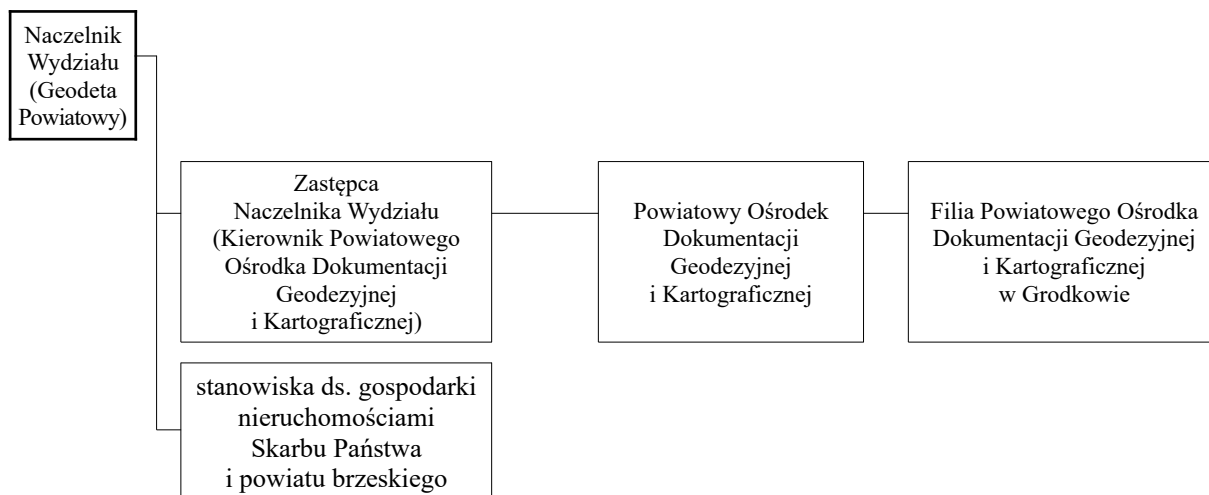 Naczelnik
Wydziału
(Geodeta
Powiatowy)
Zastępca
Naczelnika Wydziału
(Kierownik Powiatowego
Ośrodka Dokumentacji
Geodezyjnej
i Kartograficznej)
Powiatowy Ośrodek
Dokumentacji
Geodezyjnej
i Kartograficznej
Filia Powiatowego Ośrodka
Dokumentacji Geodezyjnej
i Kartograficznej
w Grodkowie
stanowiska ds. gospodarki
nieruchomościami
Skarbu Państwa
i powiatu brzeskiego